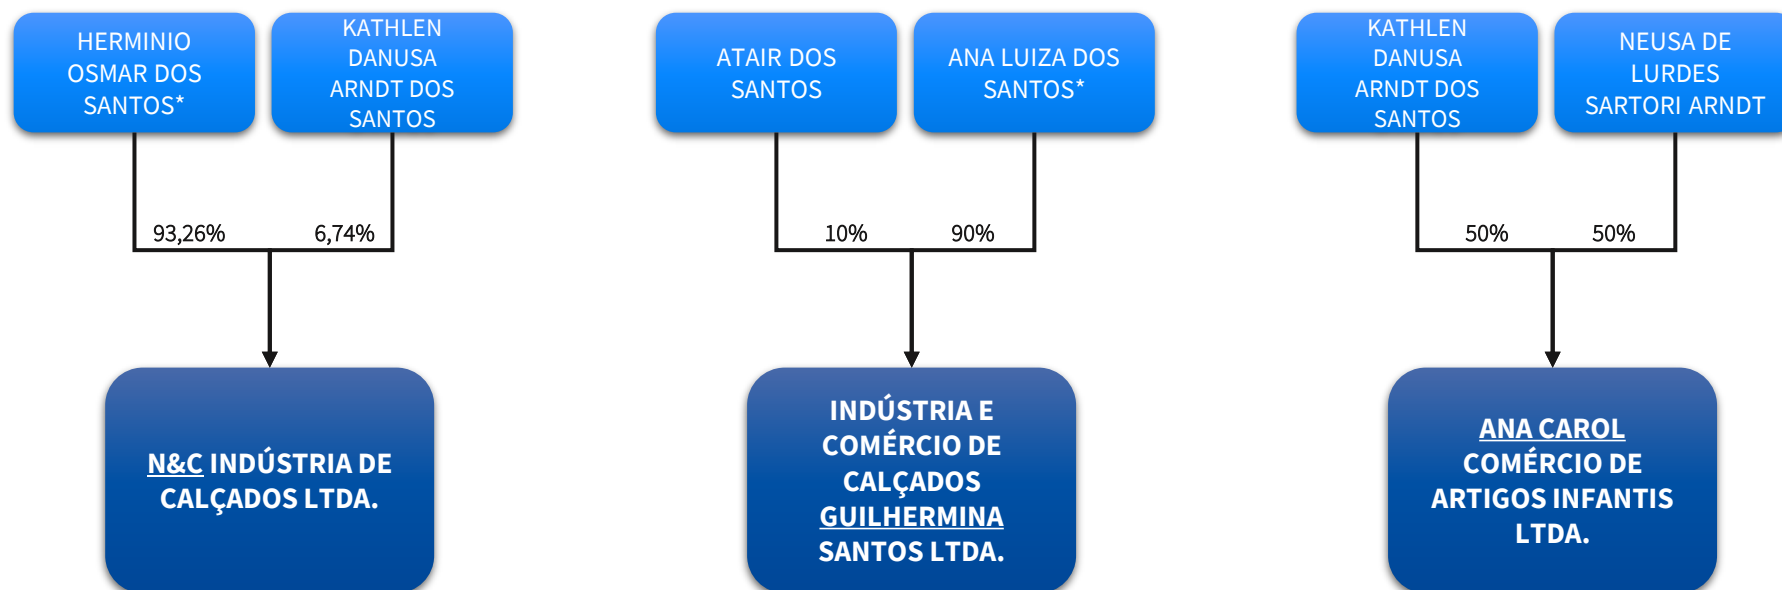 HERMINIO
OSMAR DOS
SANTOS*
KATHLEN
DANUSA
ARNDT DOS
SANTOS
ATAIR DOS
SANTOS
ANA LUIZA DOS
SANTOS*
KATHLEN
DANUSA
ARNDT DOS
SANTOS
NEUSA DE
LURDES
SARTORI ARNDT
93,26%
6,74%
10%
90%
50%
50%
N&C INDÚSTRIA DE
CALÇADOS LTDA.
INDÚSTRIA E
COMÉRCIO DE
CALÇADOS
GUILHERMINA
SANTOS LTDA.
ANA CAROL
COMÉRCIO DE
ARTIGOS INFANTIS
LTDA.